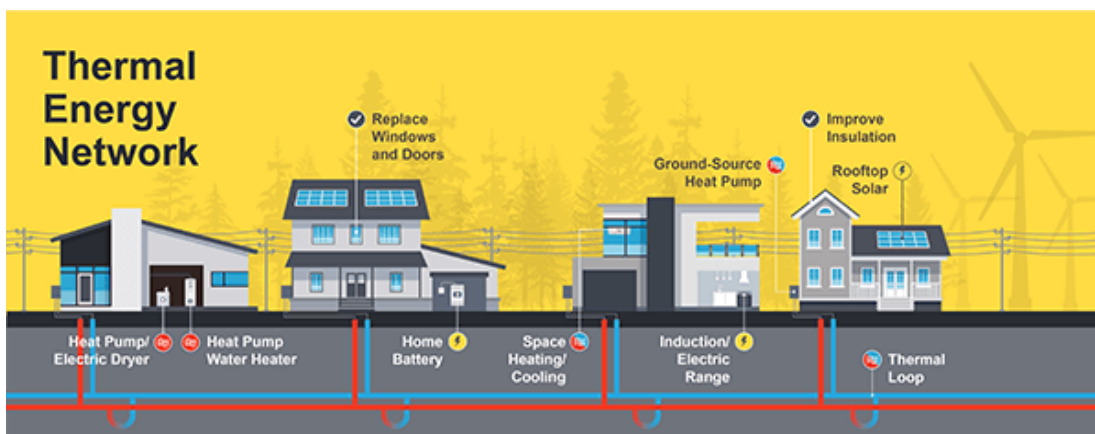 Thermal
Energy
Network
Replace
Windows
and Doors
Ground-Source
Heat Pump
Improve
Insulation
Rooftop
Solar
Heat Pump/
Electric Dryer
Heat Pump
Water Heater
Home
Battery
Space
Heating/
Cooling
Induction/
Electric
Range
Thermal
Loop